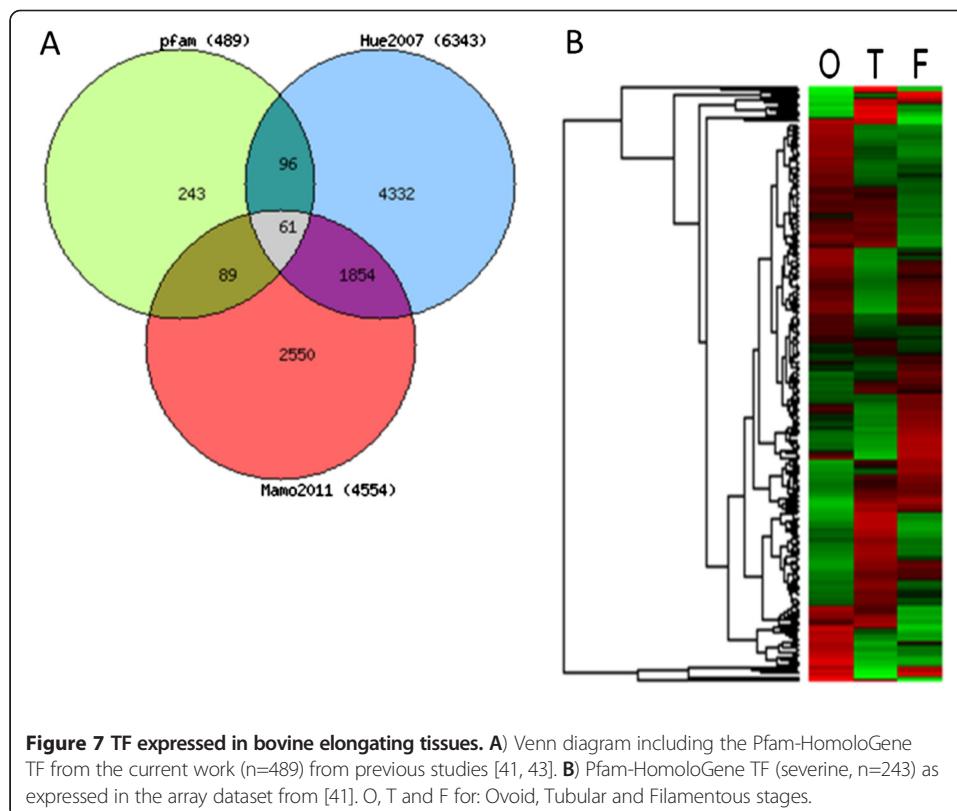 A
pfam (489)
Hue2007 (6343)
B
O T F
96
243
4332
61
89
1854
2550
Mamo2011 (4554)
Figure 7 TF expressed in bovine elongating tissues. A) Venn diagram including the Pfam-HomoloGene
TF from the current work (n=489) from previous studies [41, 43]. B) Pfam-HomoloGene TF (severine, n=243) as
expressed in the array dataset from [41]. O, T and F for: Ovoid, Tubular and Filamentous stages.